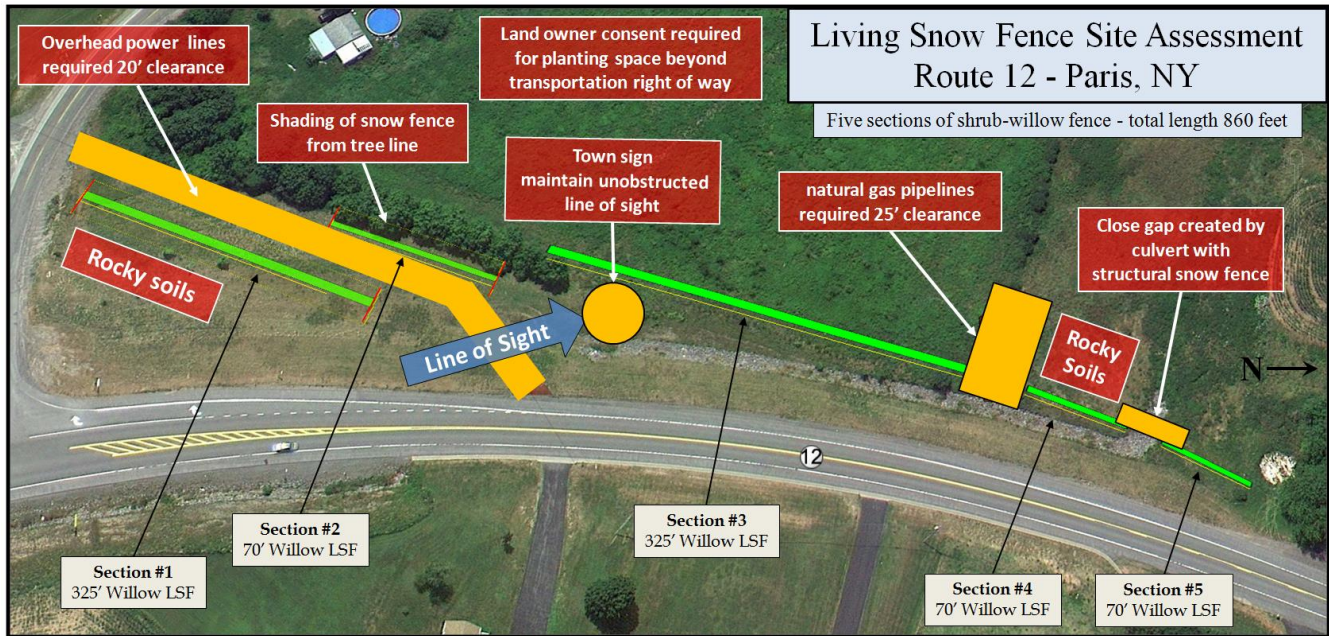 Living Snow Fence Site Assessment
Route 12 - Paris, NY
Five sections of shrub-willow fence - total length 860 feet
Overhead power lines
required 20' clearance
Land owner consent required
for planting space beyond
transportation right of way
Shading of snow fence
from tree line
Town sign
maintain unobstructed
line of sight
natural gas pipelines
required 25' clearance
Close gap created by
culvert with
structural snow fence
Rocky soils
Line of Sight
Rocky
Soils
N
12
Section #1
325' Willow LSF
Section #2
70' Willow LSF
Section #3
325' Willow LSF
Section #4
70' Willow LSF
Section #5
70' Willow LSF